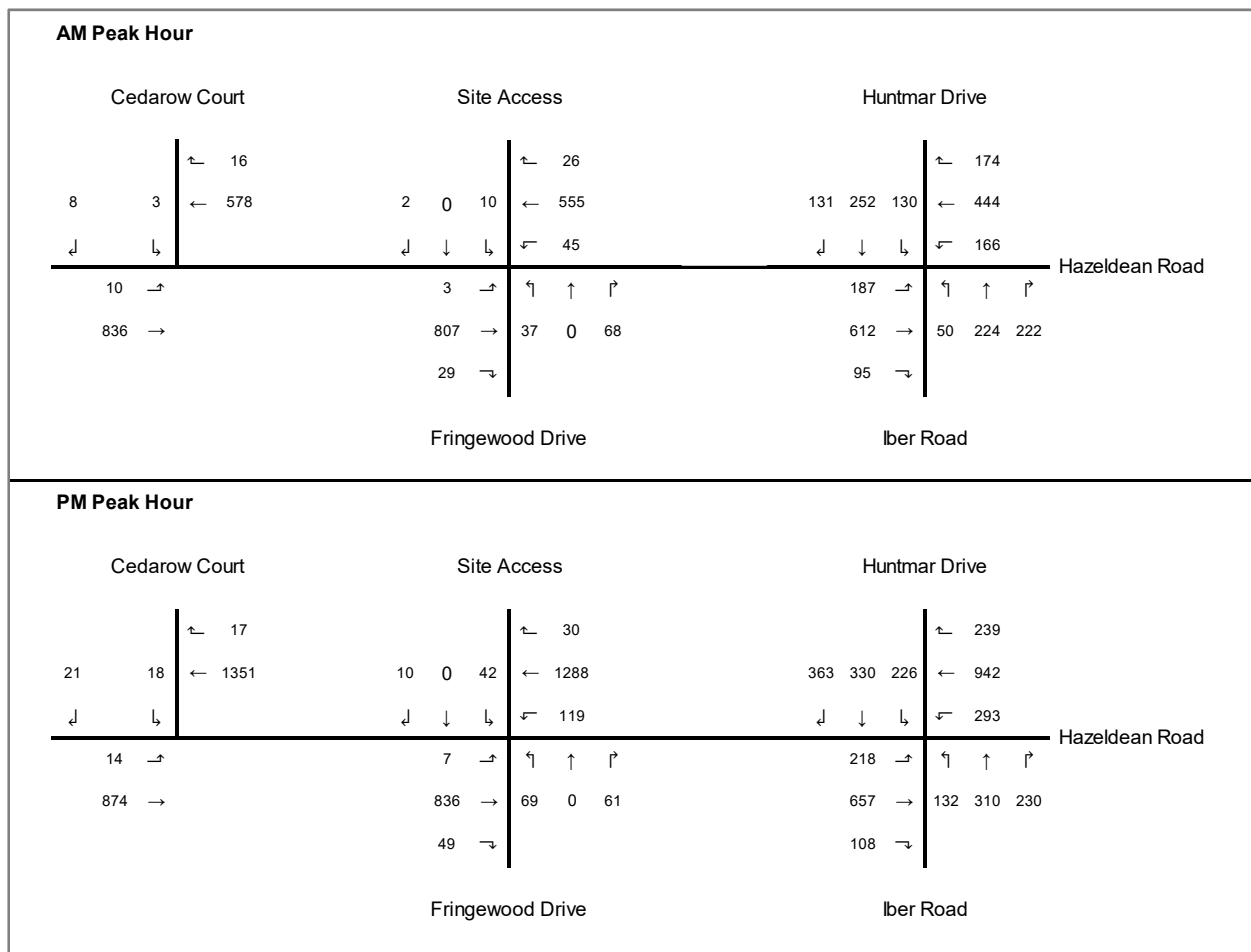 AM Peak Hour
Cedarow Court Site Access Huntmar Drive
16 26 174
8 3 ← 578 2 0 10 ← 555 131 252 130 ← 444
↓ 45 ↓ 166
Hazeldean Road
10 3 ↑ 187 ↑
836 → 807 → 37 0 68 612 → 50 224 222
29 95
Fringewood Drive Iber Road
PM Peak Hour
Cedarow Court Site Access Huntmar Drive
17 30 239
21 18 ← 1351 10 0 42 ← 1288 363 330 226 ← 942
↓ 119 ↓ 293
Hazeldean Road
14 7 ↑ 218 ↑
874 → 836 → 69 0 61 657 → 132 310 230
49 108
Fringewood Drive Iber Road